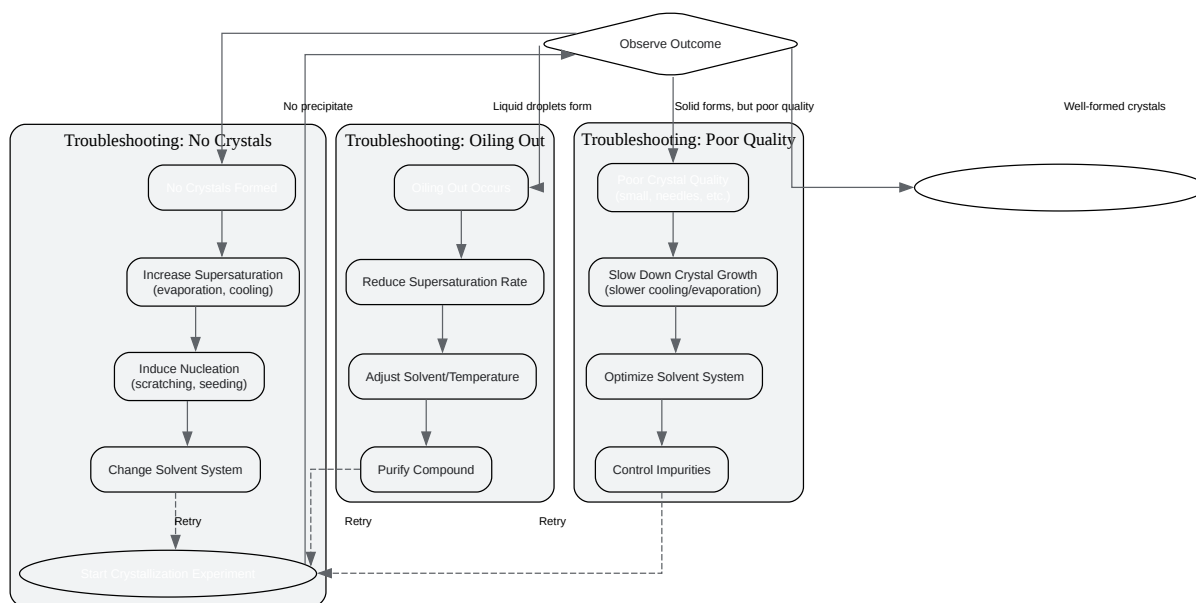 Observe Outcome
No precipitate
Liquid droplets form
Solid forms, but poor quality
Well-formed crystals
Troubleshooting: No Crystals
Troubleshooting: Oiling Out
Troubleshooting: Poor Quality
No Crystals Formed
Oiling Out Occurs
Poor Crystal Quality
(small, needles, etc.)
Increase Supersaturation
(evaporation, cooling)
Reduce Supersaturation Rate
Slow Down Crystal Growth
(slower cooling/evaporation)
Induce Nucleation
(scratching, seeding)
Adjust Solvent/Temperature
Optimize Solvent System
Change Solvent System
Purify Compound
Control Impurities
Retry
Retry
Retry
Start Crystallization Experiment